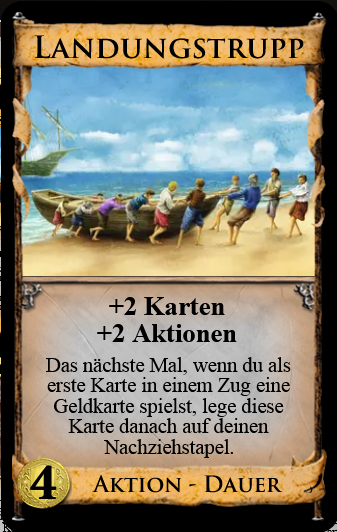 LANDUNGSTRUPP
+2 Karten
+2 Aktionen
Das nächste Mal, wenn du als
erste Karte in einem Zug eine
Geldkarte spielst, lege diese
Karte danach auf deinen
Nachziehstapel.
4
AKTION - DAUER